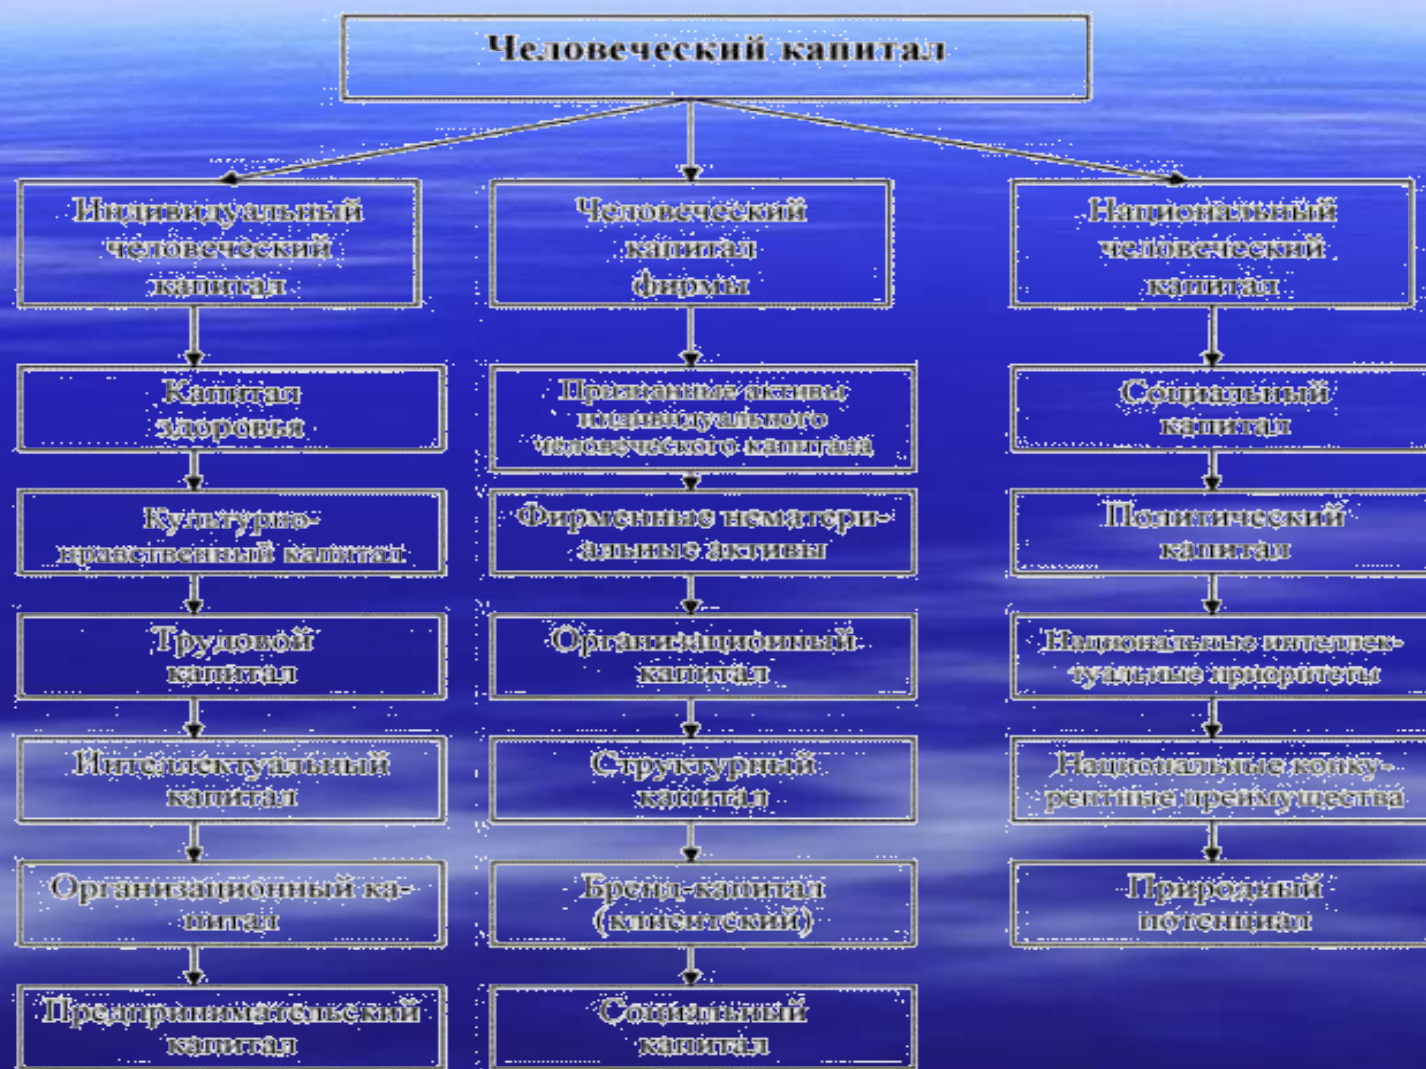 Человеческий капитал
Индивидуальный
человеческий
капитал
Человеческий
капитал
фирмы
Национальный
человеческий
капитал
Капитал
здоровья
Признанные активы
индивидуального
человеческого капитала
Социальный
капитал
Культурно-
нравственный капитал
Фирменные нематери-
альные активы
Политический
капитал
Трудовой
капитал
Организационный
капитал
Национальные интеллек-
туальные приоритеты
Интеллектуальный
капитал
Структурный
капитал
Национальные конку-
рентные преимущества
Организационный ка-
питал
Бренд-капитал
(клиентский)
Природный
потенциал
Предпринимательский
капитал
Социальный
капитал